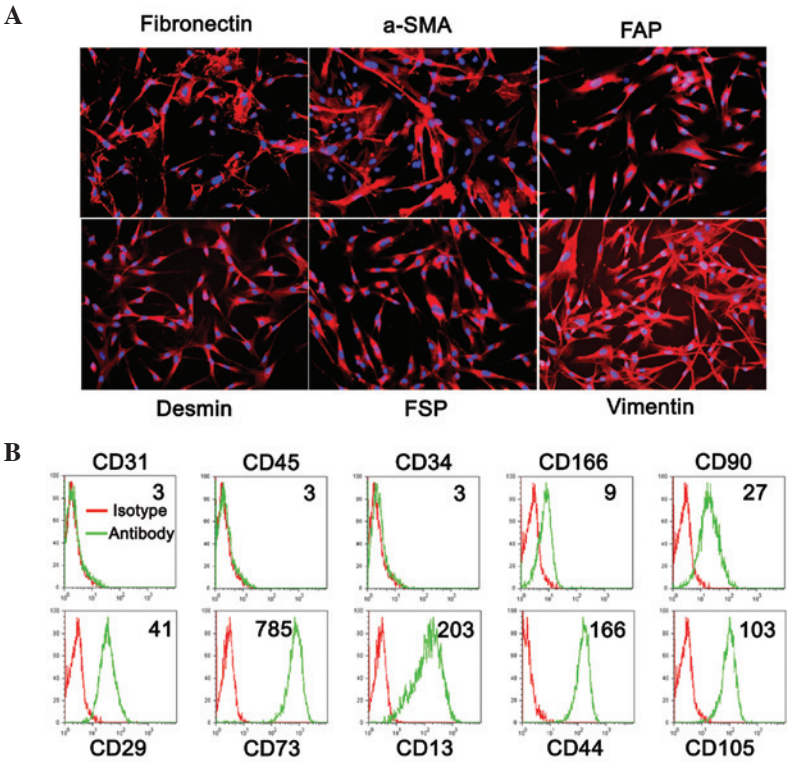 A
Fibronectin a-SMA FAP
Desmin FSP Vimentin
B
CD31 CD45 CD34 CD166 CD90
3 3 3 9 27
Isotype
Antibody
41 785 203 166 103
CD29 CD73 CD13 CD44 CD105